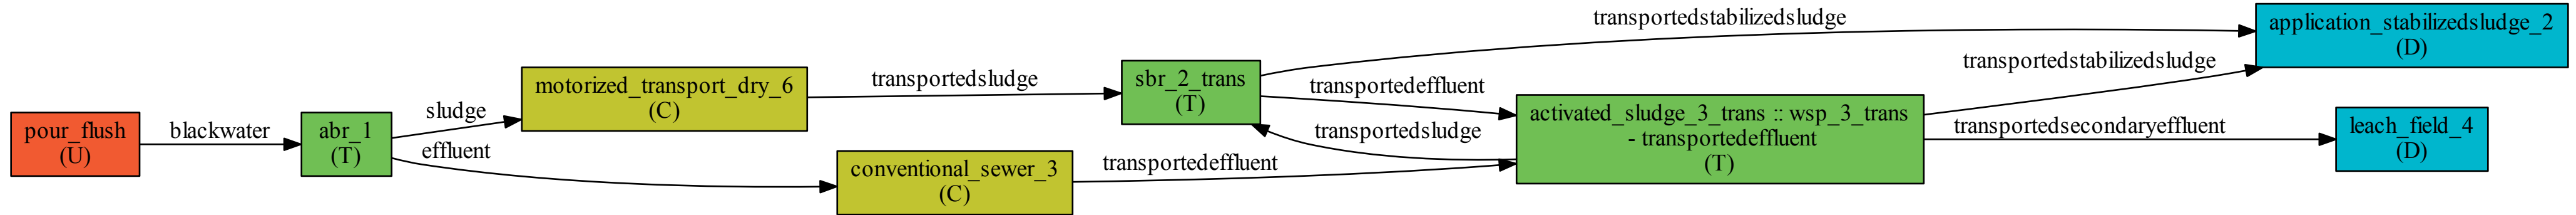 pour_flush
(U)
blackwater
abr_1
(T)
sludge
effluent
motorized_transport_dry_6
(C)
conventional_sewer_3
(C)
transportedsludge
transportedeffluent
sbr_2_trans
(T)
transportedstabilizedsludge
transportedeffluent
transportedsludge
activated_sludge_3_trans :: wsp_3_trans
- transportedeffluent
(T)
transportedstabilizedsludge
transportedsecondaryeffluent
application_stabilizedsludge_2
(D)
leach_field_4
(D)